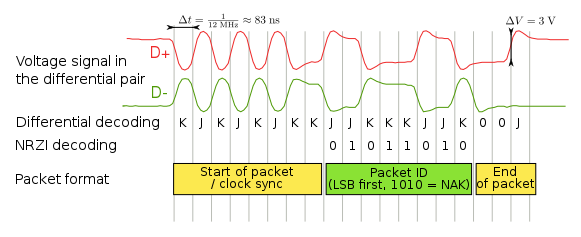 Δt = 1/12 MHz ≈ 83 ns
ΔV = 3 V
Voltage signal in
the differential pair
D+
D-
Differential decoding K J K J K J K K J J K K K J J K 0 0 J
NRZI decoding 0 1 0 1 1 0 1 0
Packet format
Start of packet
/ clock sync
Packet ID
(LSB first, 1010 = NAK)
End
of packet